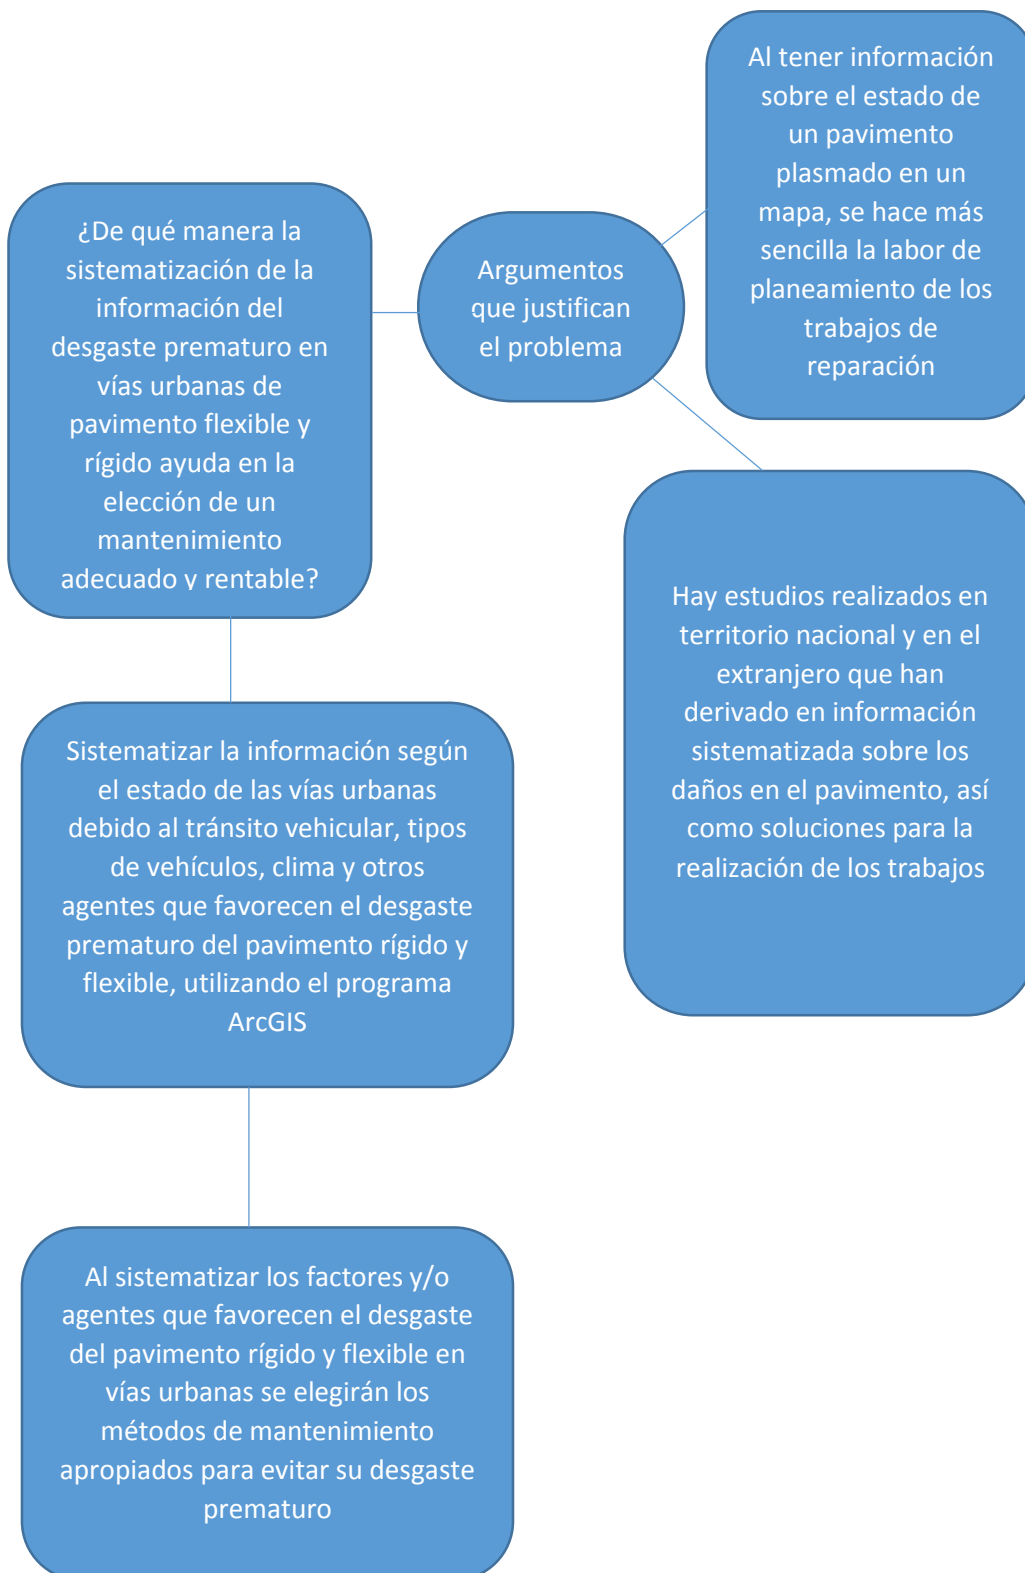 ¿De qué manera la
sistematización de la
información del
desgaste prematuro en
vías urbanas de
pavimento flexible y
rígido ayuda en la
elección de un
mantenimiento
adecuado y rentable?
Argumentos
que justifican
el problema
Al tener información
sobre el estado de
un pavimento
plasmado en un
mapa, se hace más
sencilla la labor de
planeamiento de los
trabajos de
reparación
Hay estudios realizados en
territorio nacional y en el
extranjero que han
derivado en información
sistematizada sobre los
daños en el pavimento, así
como soluciones para la
realización de los trabajos
Sistematizar la información según
el estado de las vías urbanas
debido al tránsito vehicular, tipos
de vehículos, clima y otros
agentes que favorecen el desgaste
prematuro del pavimento rígido y
flexible, utilizando el programa
ArcGIS
Al sistematizar los factores y/o
agentes que favorecen el desgaste
del pavimento rígido y flexible en
vías urbanas se elegirán los
métodos de mantenimiento
apropiados para evitar su desgaste
prematuro